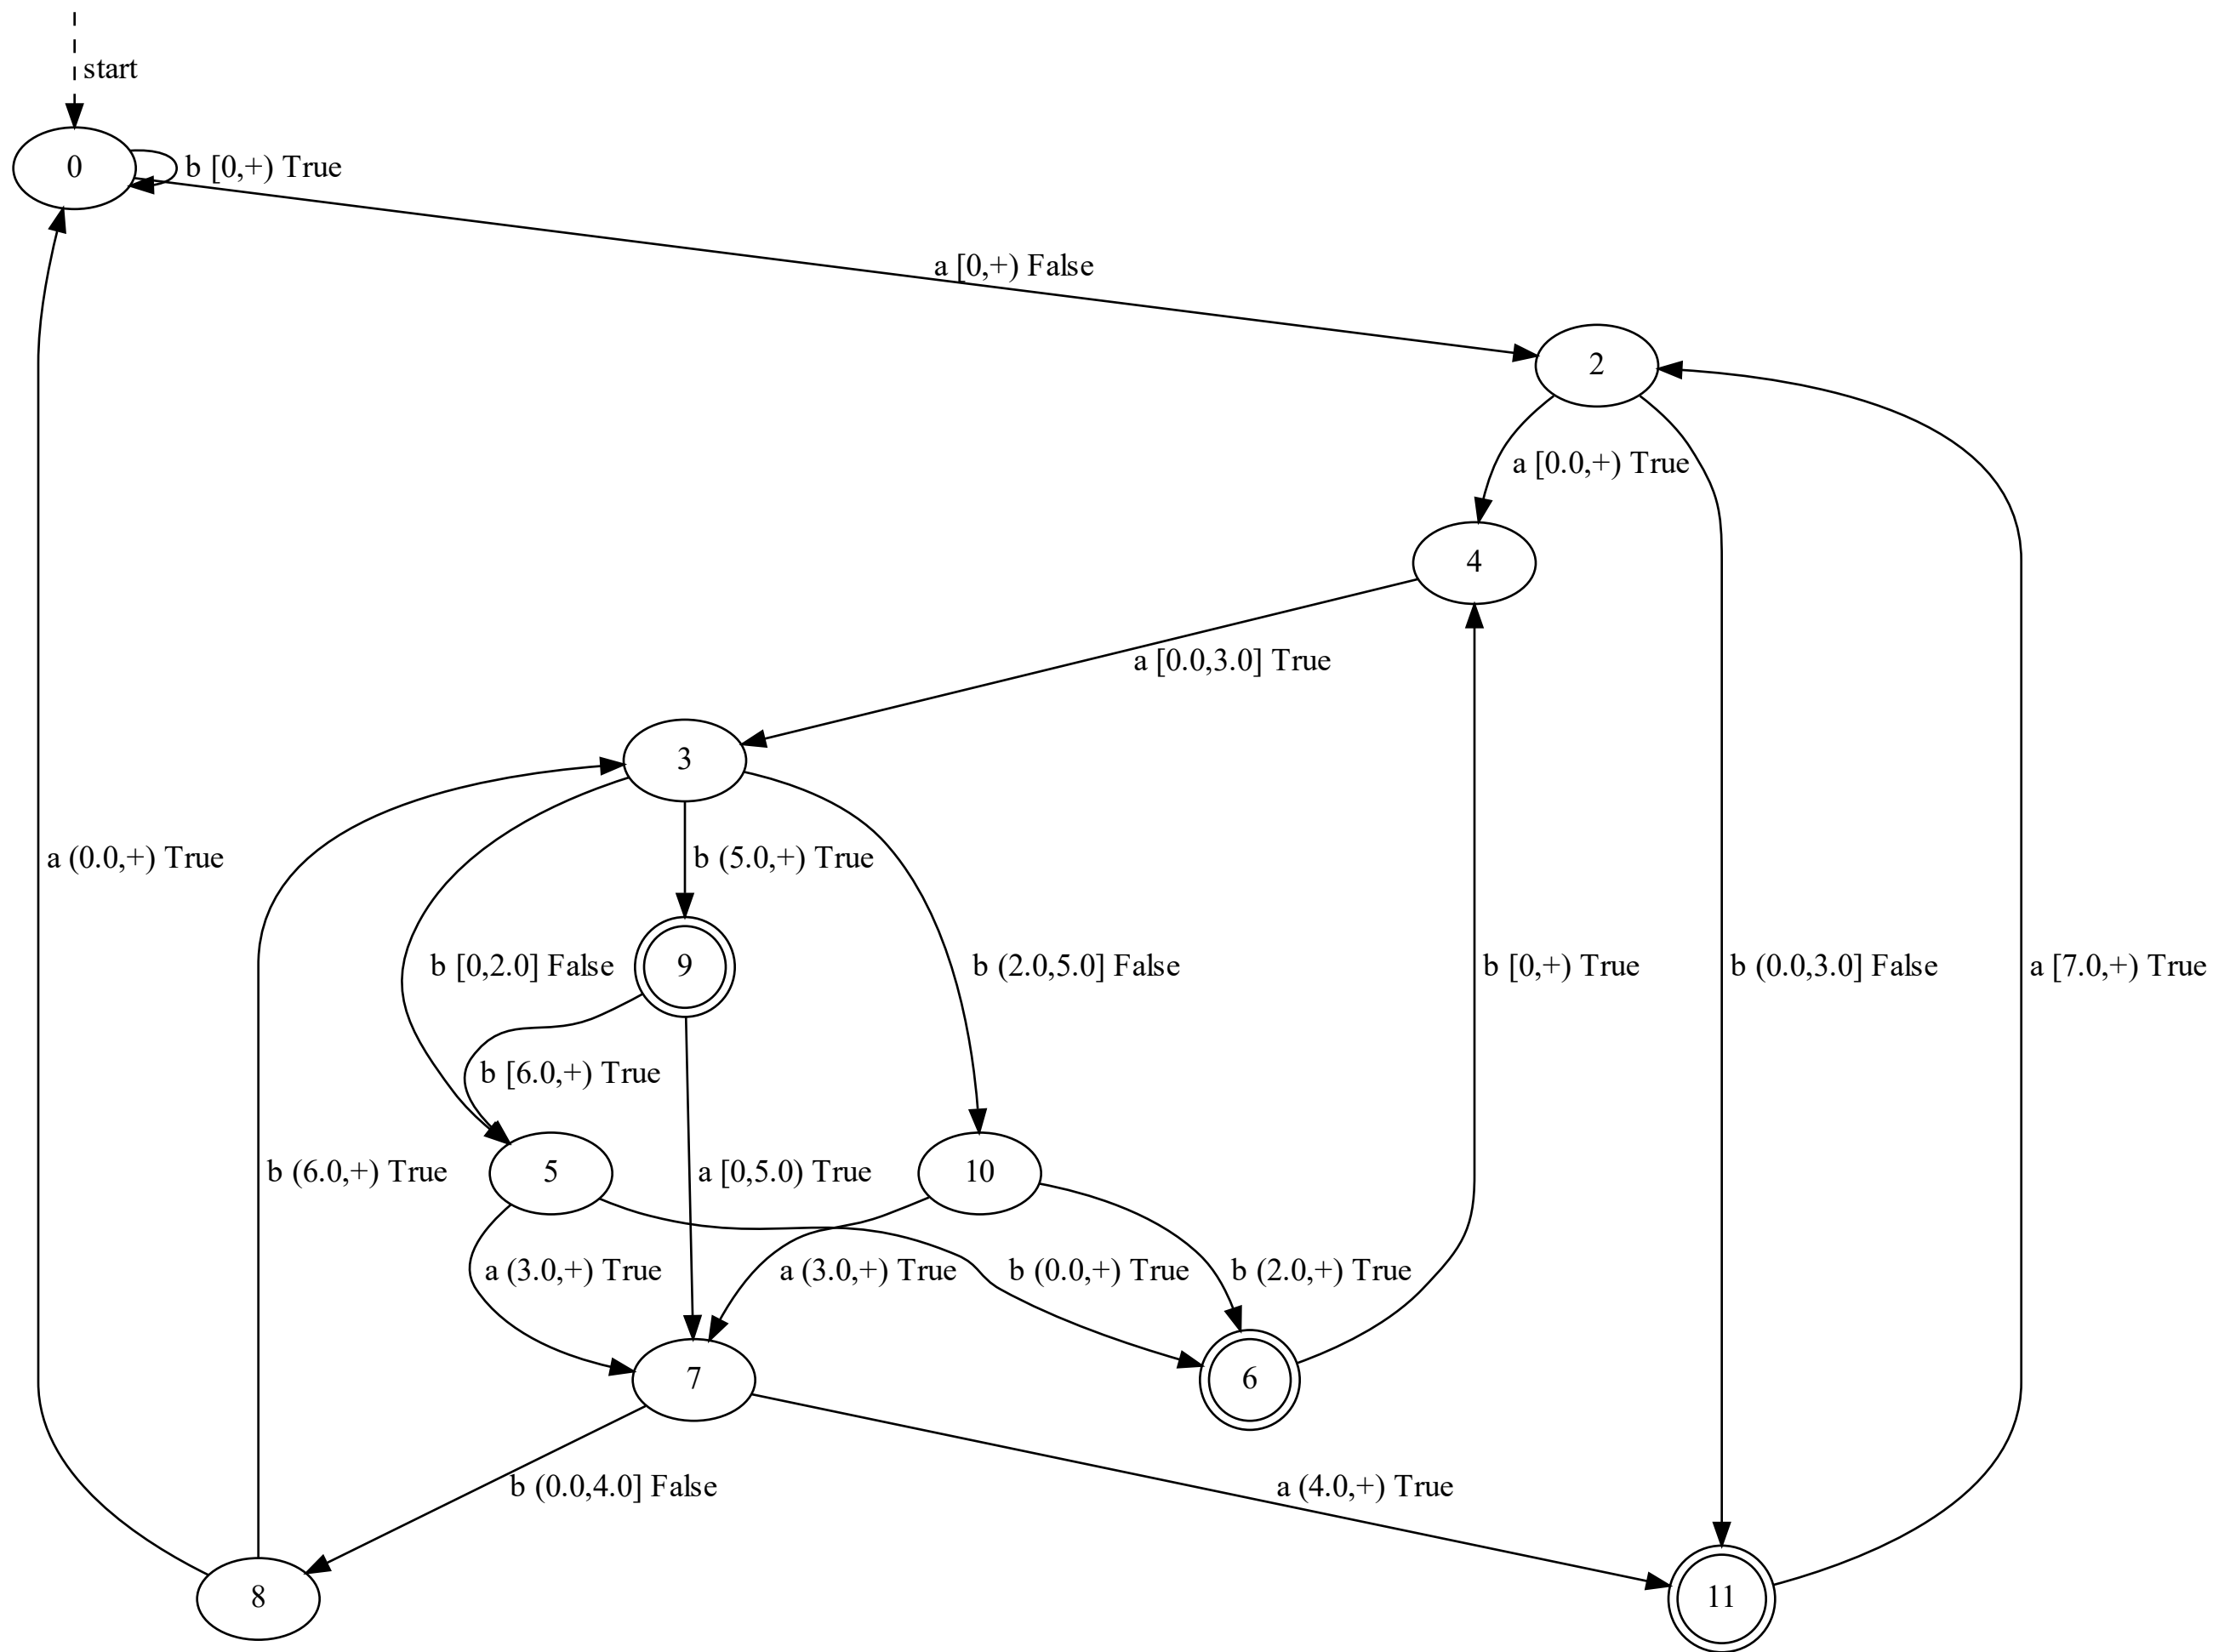 start
0
b [0,+) True
a [0,+) False
2
a [0.0,+) True
4
a [0.0,3.0] True
3
a (0.0,+) True
b (5.0,+) True
b [0,2.0] False
9
b (2.0,5.0] False
b [0,+) True
b (0.0,3.0] False
a [7.0,+) True
b [6.0,+) True
b (6.0,+) True
5
a [0,5.0) True
10
a (3.0,+) True
a (3.0,+) True
b (0.0,+) True
b (2.0,+) True
7
6
b (0.0,4.0] False
a (4.0,+) True
8
11